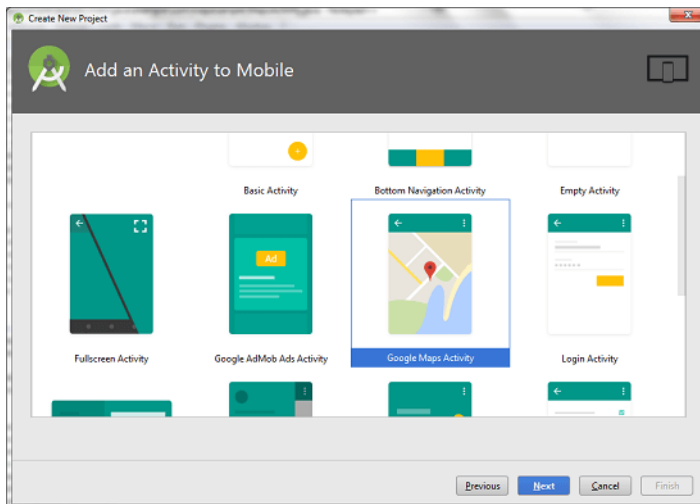 Create New Project
Add an Activity to Mobile
Basic Activity
Bottom Navigation Activity
Empty Activity
Ad
Fullscreen Activity
Google AdMob Ads Activity
Google Maps Activity
Login Activity
Previous
Next
Cancel
Finish